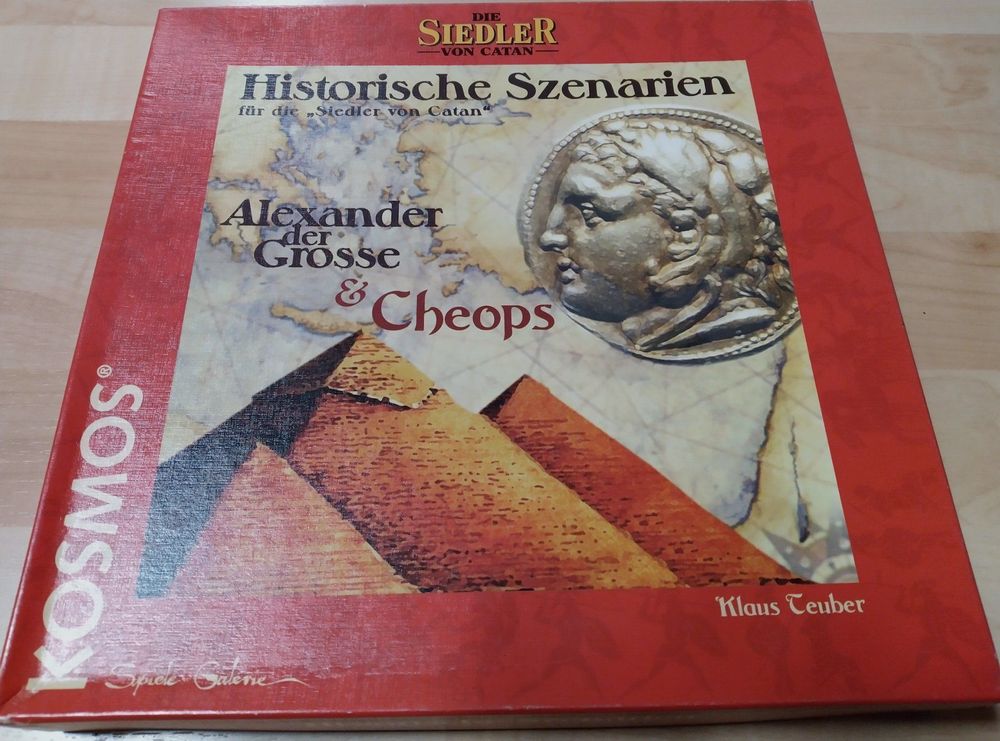 DIE
SIEDLER
VON CATAN
Historische Szenarien
für die „Siedler von Catan“
Alexander
der
Grosse
& Cheops
KOSMOS®
Klaus Teuber
Spiele-Galerie